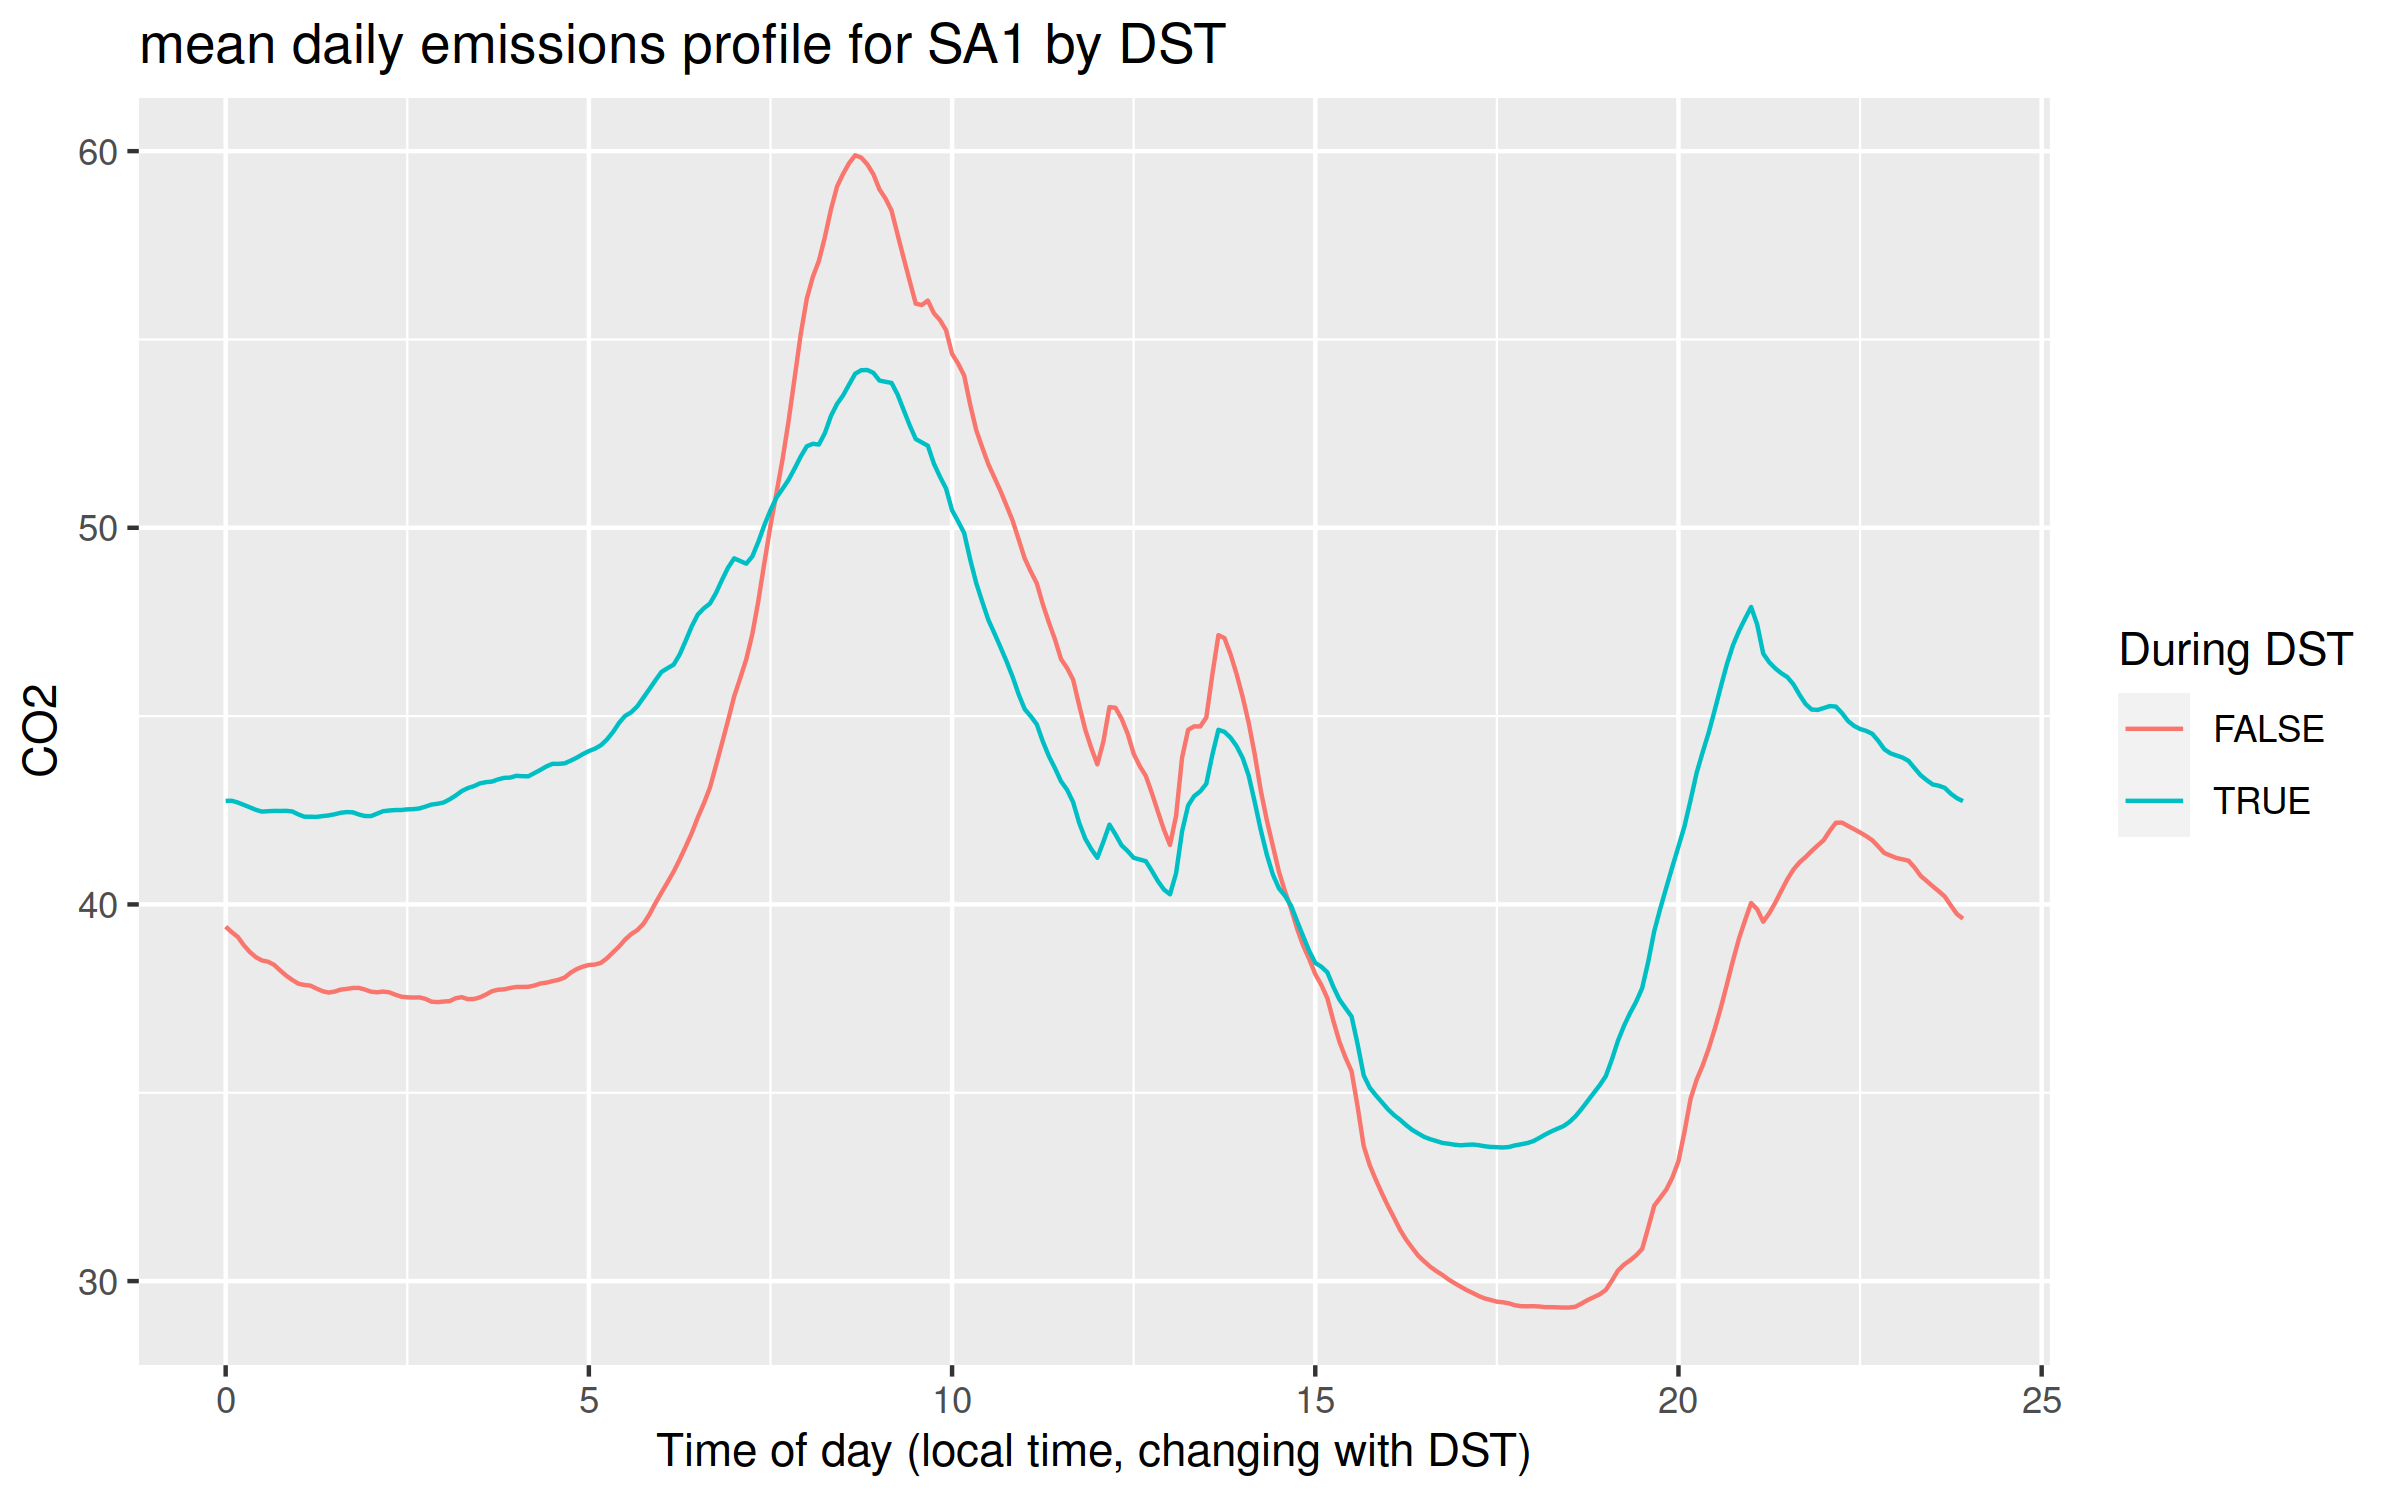 mean daily emissions profile for SA1 by DST
60
50
40
30
CO2
0 5 10 15 20 25
Time of day (local time, changing with DST)
During DST
FALSE
TRUE